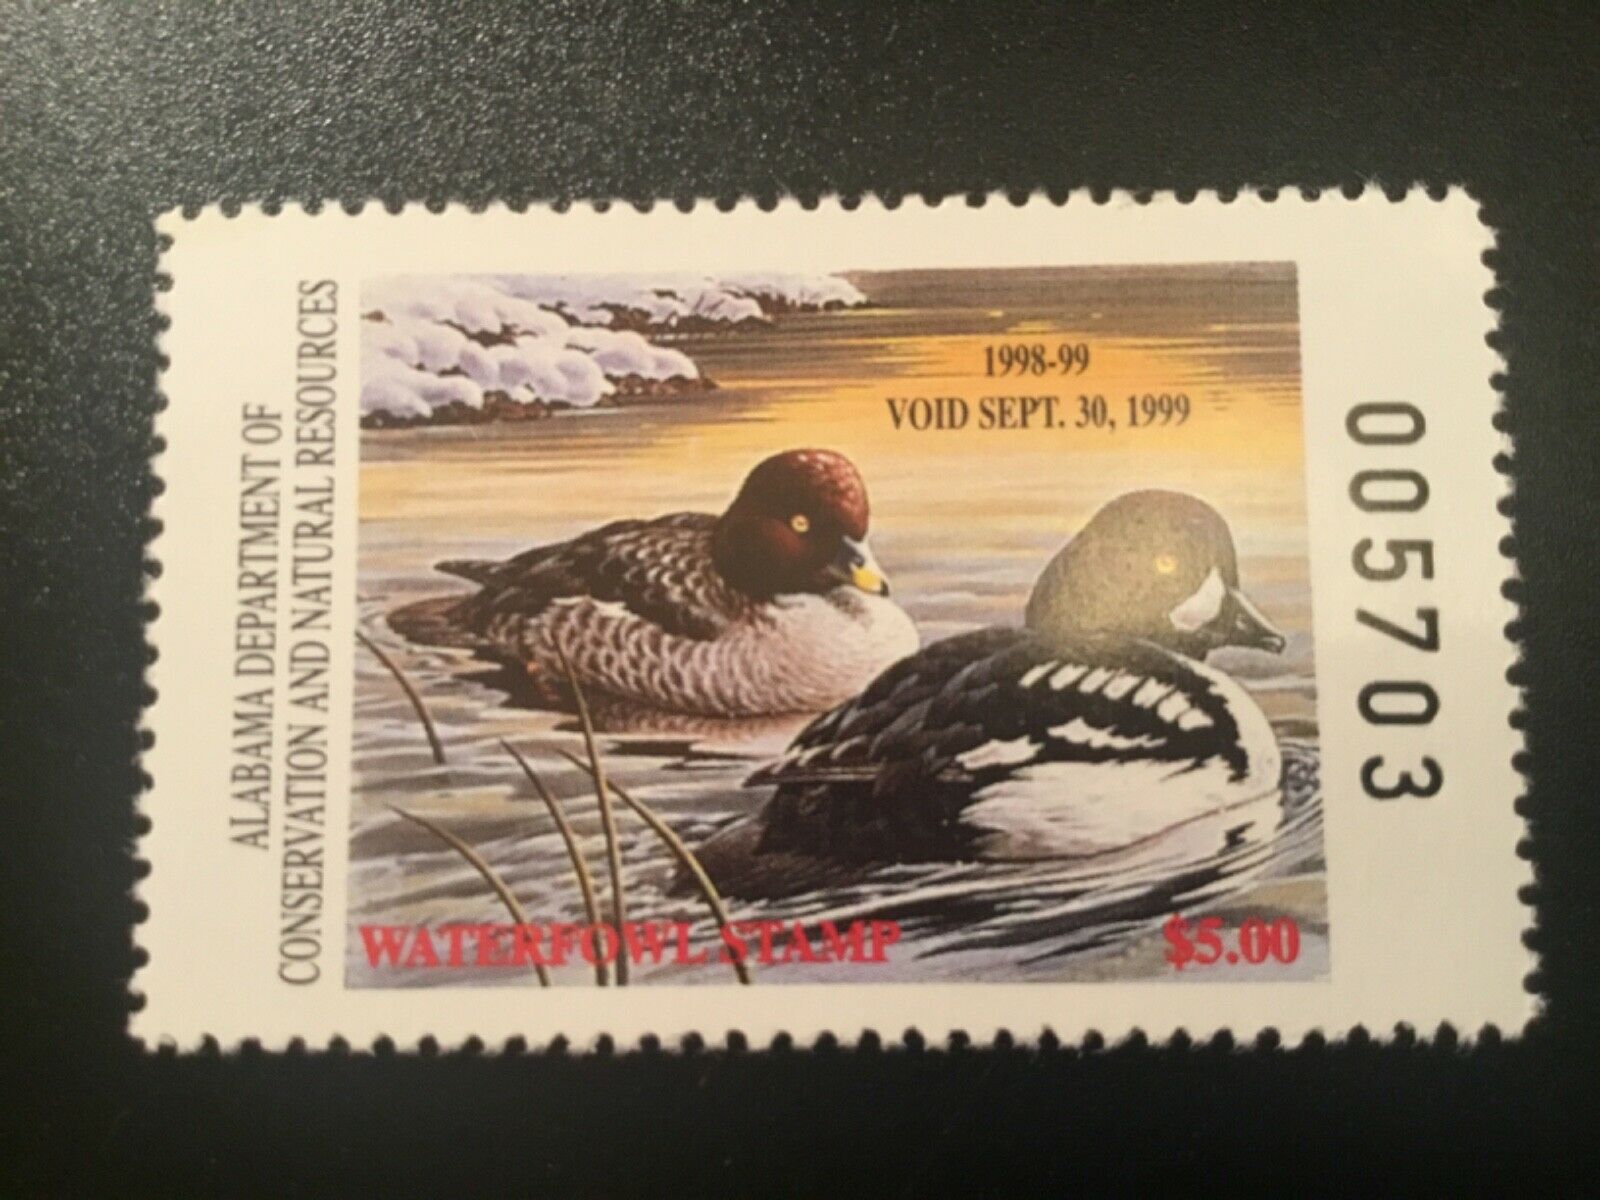 ALABAMA DEPARTMENT OF
CONSERVATION AND NATURAL RESOURCES
1998-99
VOID SEPT. 30, 1999
WATERFOWL STAMP
$5.00
005703